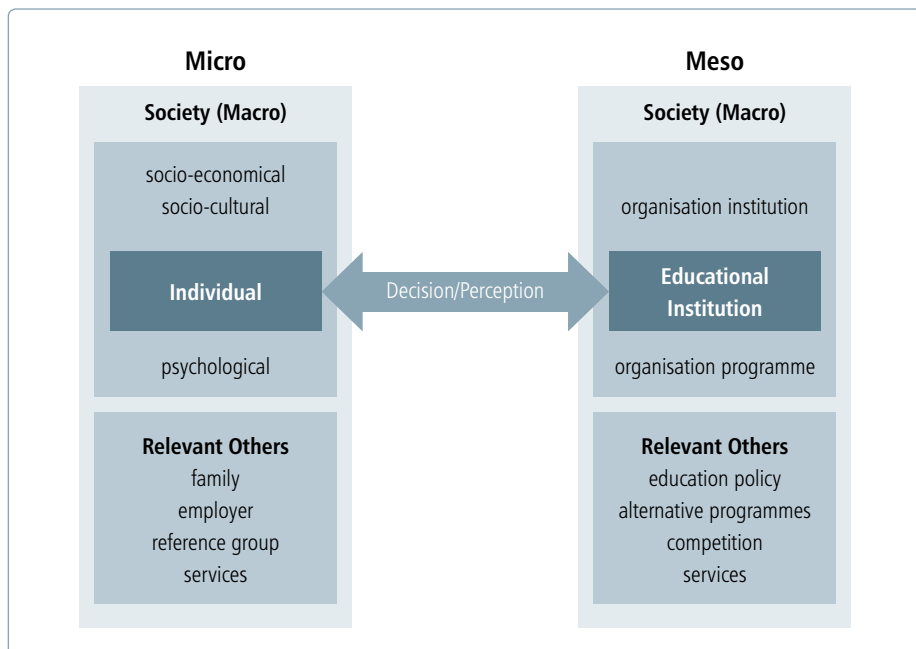 Micro
Society (Macro)
socio-economical
socio-cultural
Individual
psychological
Relevant Others
family
employer
reference group
services
Decision/Perception
Meso
Society (Macro)
organisation institution
Educational
Institution
organisation programme
Relevant Others
education policy
alternative programmes
competition
services